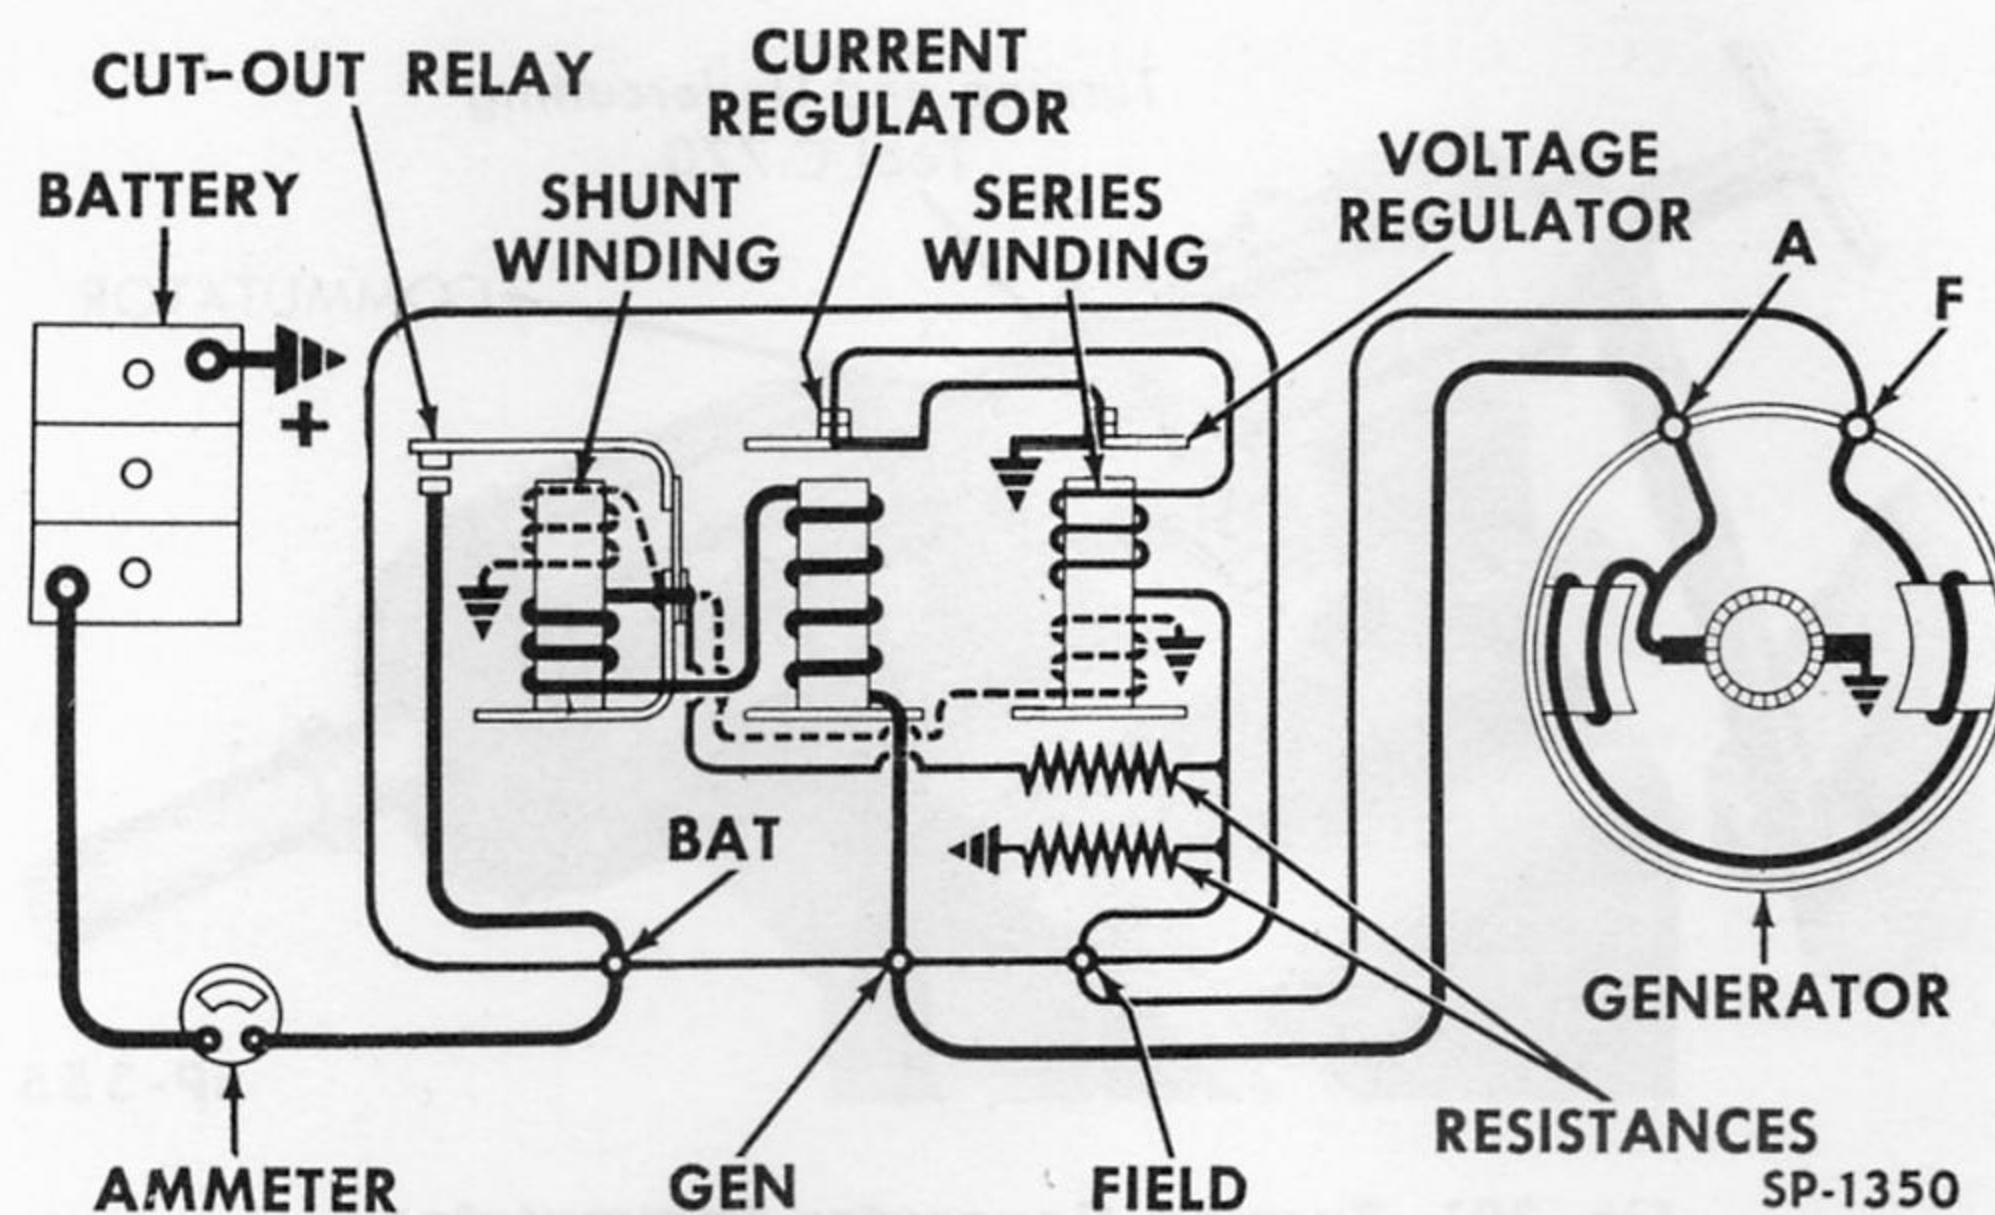 CUT-OUT RELAY
CURRENT
REGULATOR
BATTERY
SHUNT
WINDING
SERIES
WINDING
VOLTAGE
REGULATOR
A
F
+
BAT
GENERATOR
RESISTANCES
AMMETER
GEN
FIELD
SP-1350